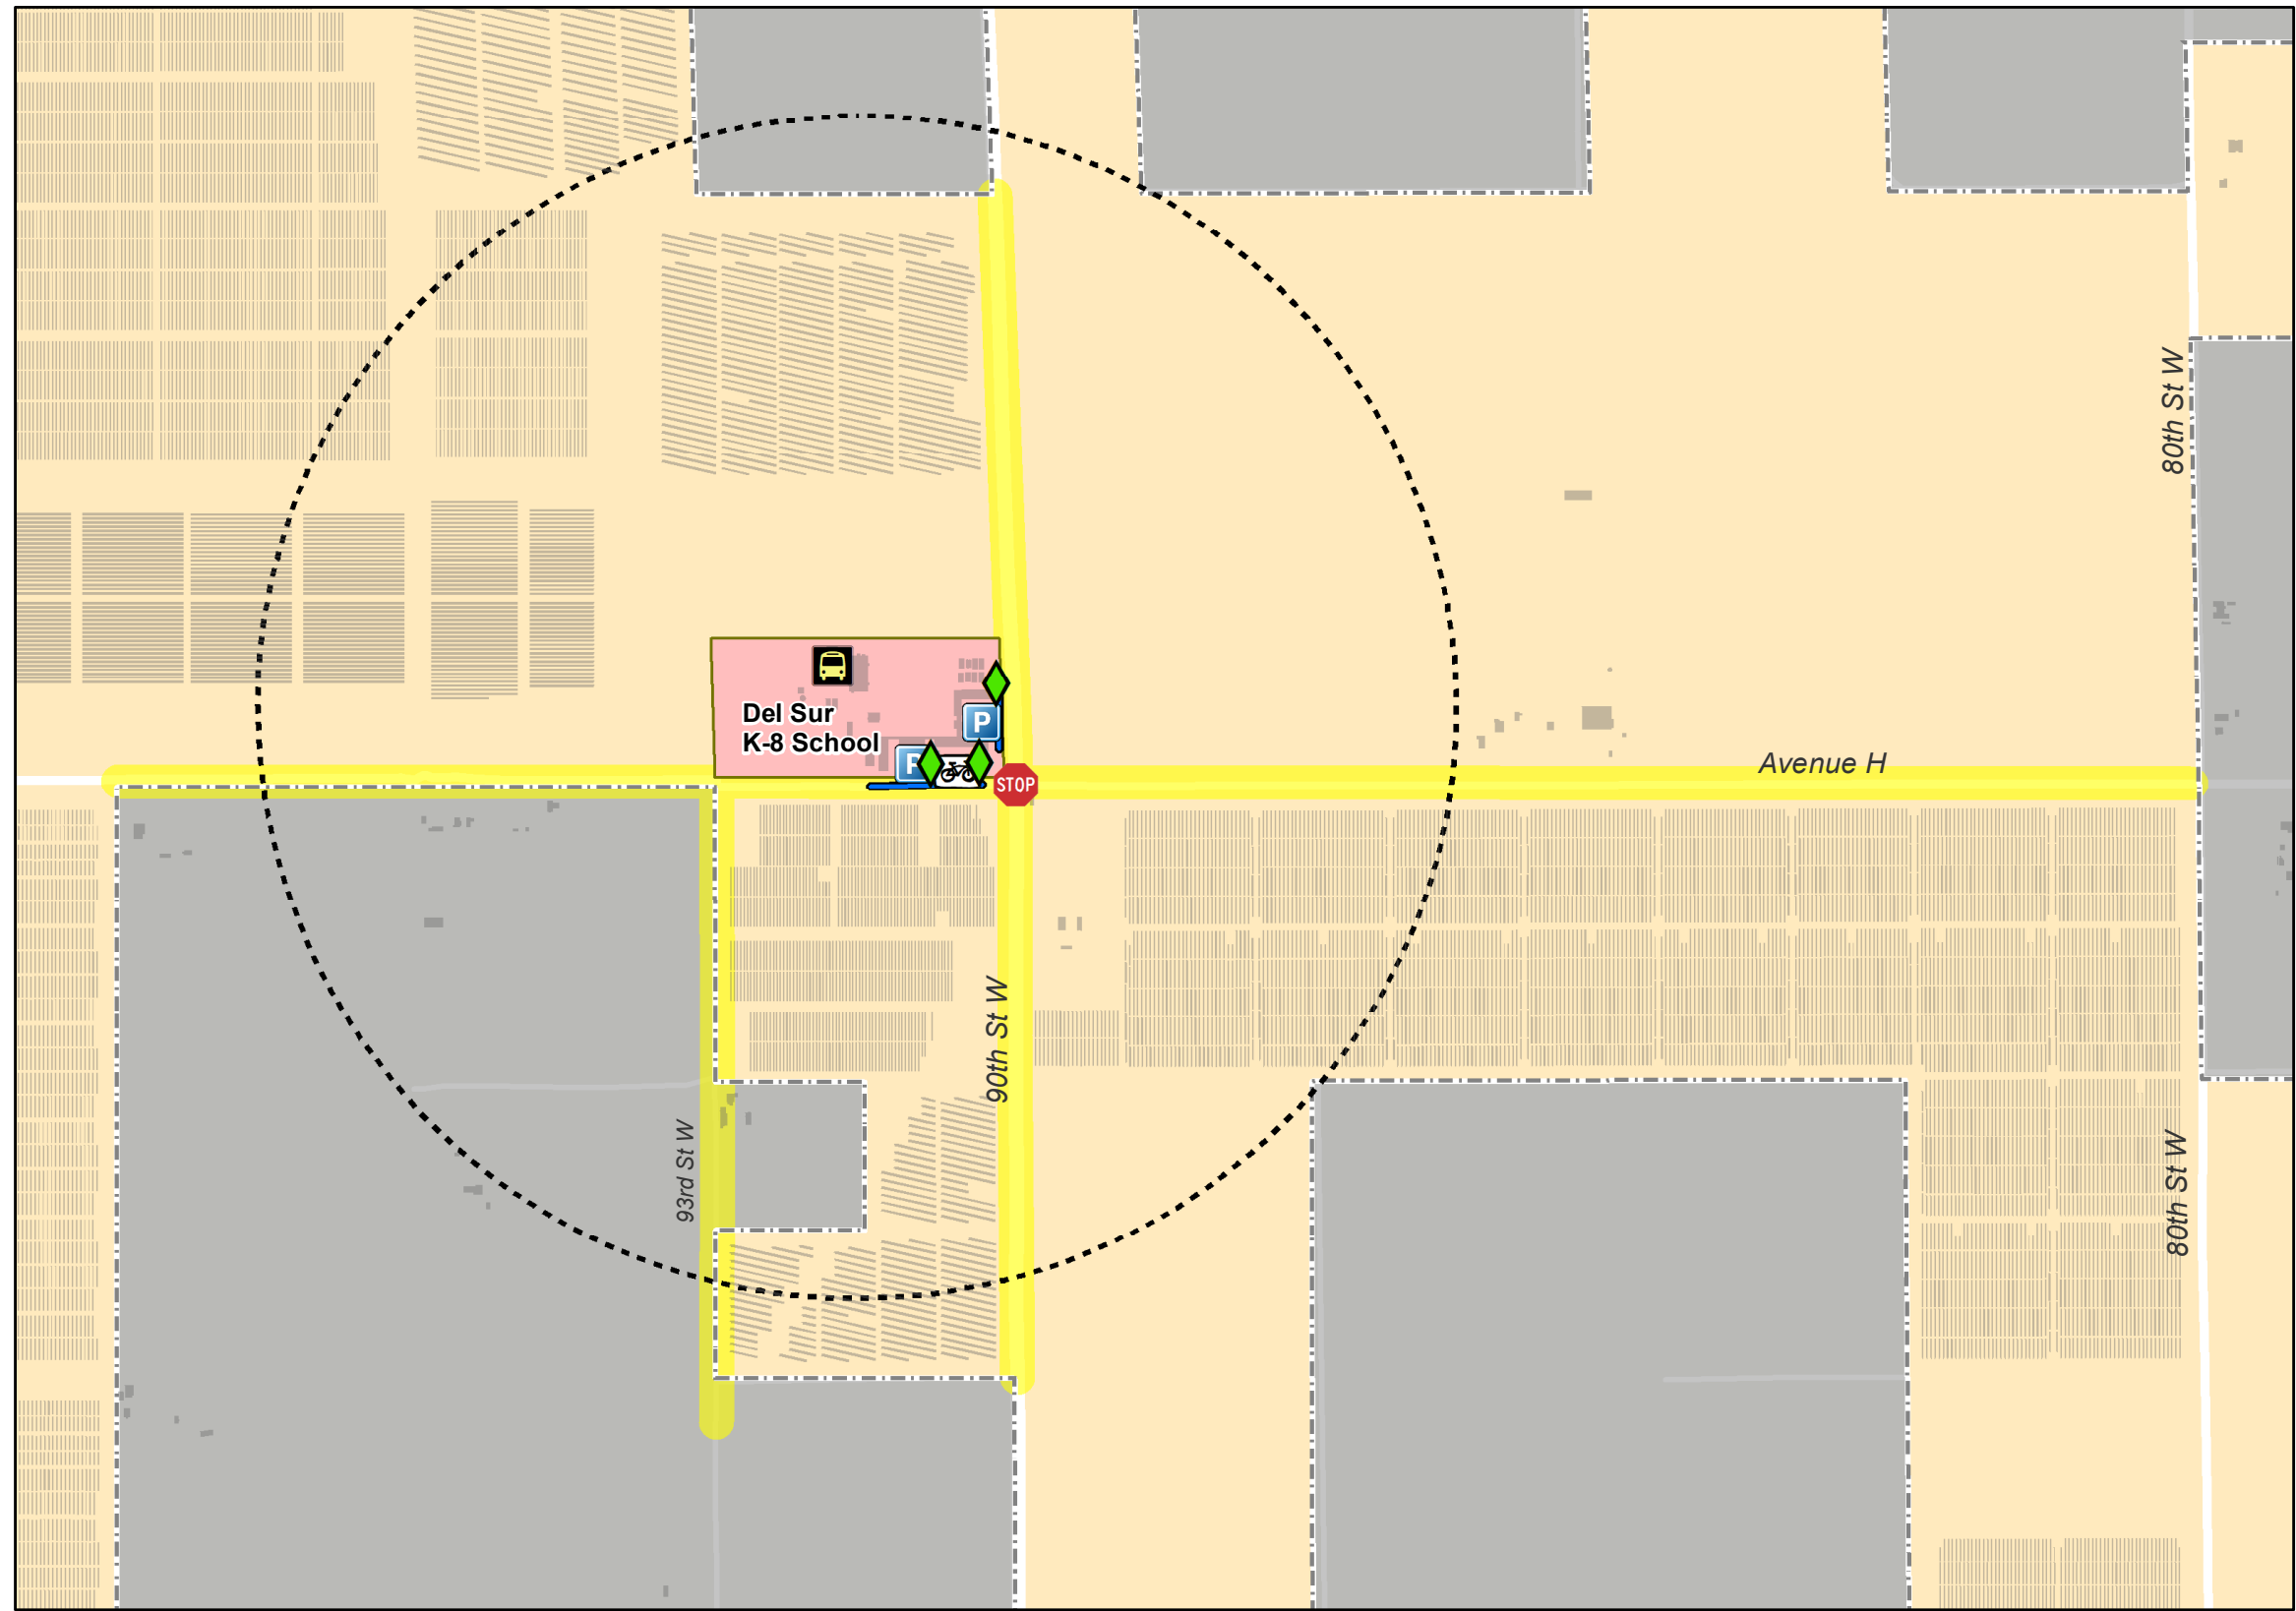 80th St W
Del Sur
K-8 School
P
P
STOP
Avenue H
90th St W
93rd St W
80th St W